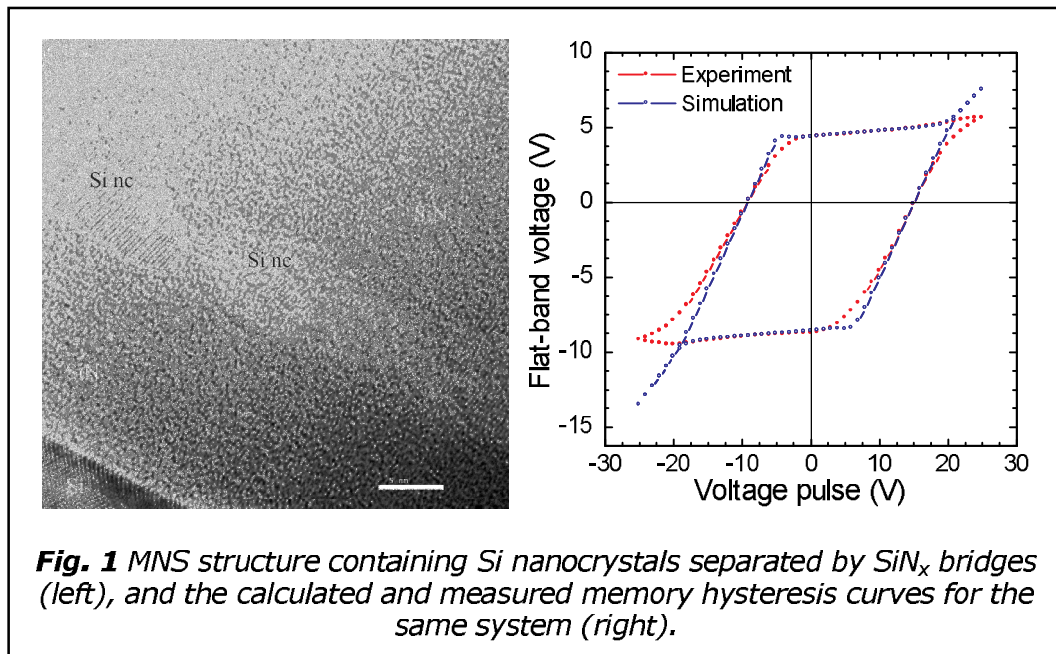 Si nc
Si nc
SiN
SiN
Si
5 nm
10
5
0
-5
-10
-15
Flat-band voltage (V)
Experiment
Simulation
-30 -20 -10 0 10 20 30
Voltage pulse (V)
Fig. 1 MNS structure containing Si nanocrystals separated by SiNx bridges
(left), and the calculated and measured memory hysteresis curves for the
same system (right).